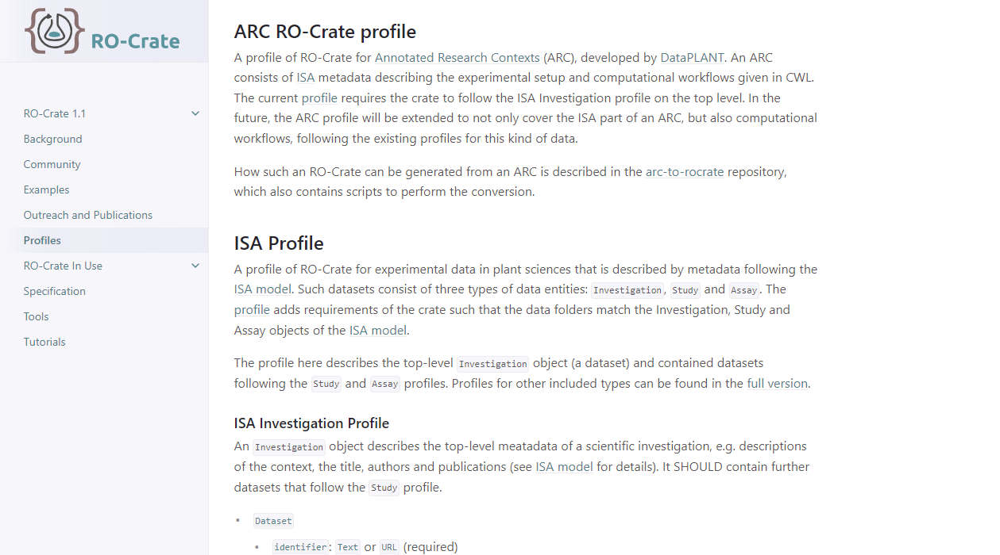 RO-Crate
RO-Crate 1.1
Background
Community
Examples
Outreach and Publications
Profiles
RO-Crate In Use
Specification
Tools
Tutorials
ARC RO-Crate profile
A profile of RO-Crate for Annotated Research Contexts (ARC), developed by DataPLANT. An ARC
consists of ISA metadata describing the experimental setup and computational workflows given in CWL.
The current profile requires the crate to follow the ISA Investigation profile on the top level. In the
future, the ARC profile will be extended to not only cover the ISA part of an ARC, but also computational
workflows, following the existing profiles for this kind of data.
How such an RO-Crate can be generated from an ARC is described in the arc-to-rocrate repository,
which also contains scripts to perform the conversion.
ISA Profile
A profile of RO-Crate for experimental data in plant sciences that is described by metadata following the
ISA model. Such datasets consist of three types of data entities: Investigation, Study and Assay. The
profile adds requirements of the crate such that the data folders match the Investigation, Study and
Assay objects of the ISA model.
The profile here describes the top-level Investigation object (a dataset) and contained datasets
following the Study and Assay profiles. Profiles for other included types can be found in the full version.
ISA Investigation Profile
An Investigation object describes the top-level meatadata of a scientific investigation, e.g. descriptions
of the context, the title, authors and publications (see ISA model for details). It SHOULD contain further
datasets that follow the Study profile.
• Dataset
• identifier: Text or URL (required)